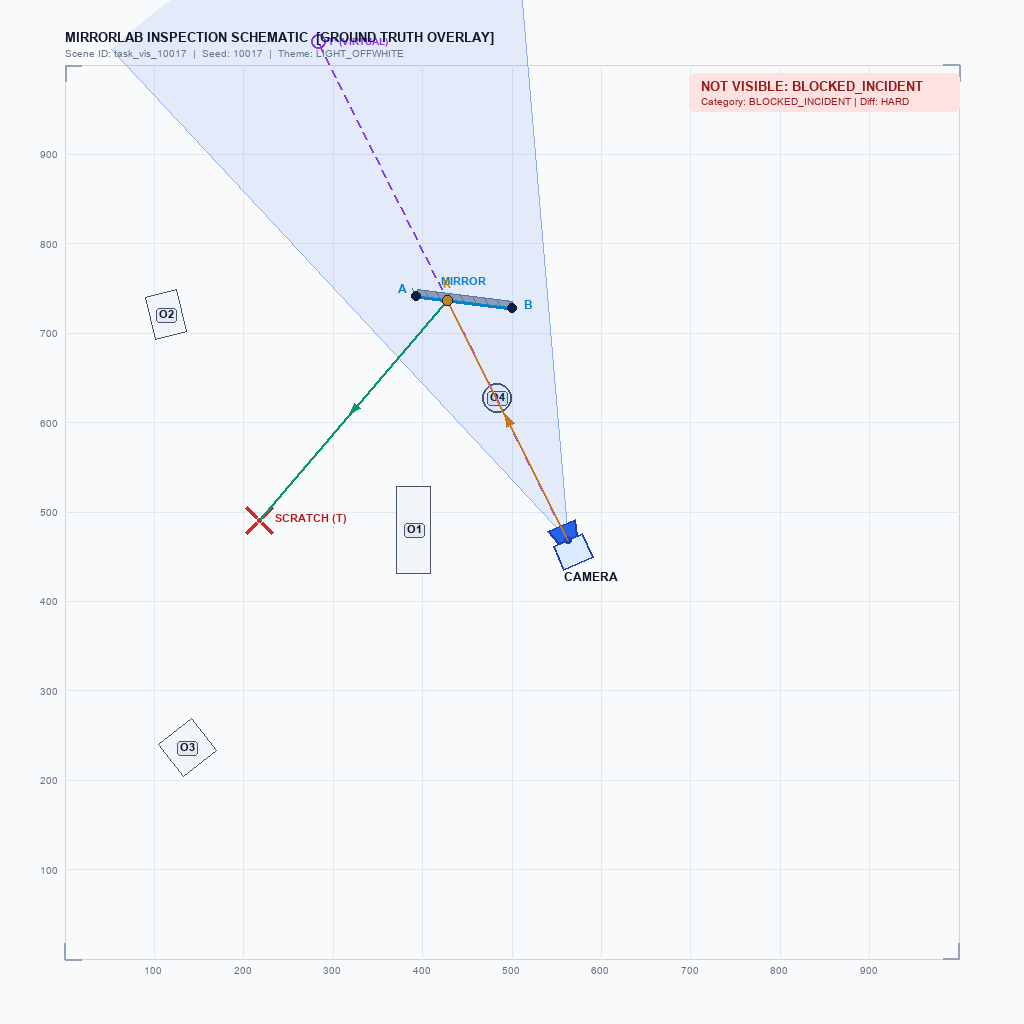 MIRRORLAB INSPECTION SCHEMATIC [GROUND TRUTH OVERLAY]
(VIRTUAL)
Scene ID: task_vis_10017 | Seed: 10017 | Theme: LIGHT_OFFWHITE
NOT VISIBLE: BLOCKED_INCIDENT
Category: BLOCKED_INCIDENT | Diff: HARD
900
800
MIRROR
A
B
O2
700
O4
600
SCRATCH (T)
500
O1
CAMERA
400
300
O3
200
100
100 200 300 400 500 600 700 800 900